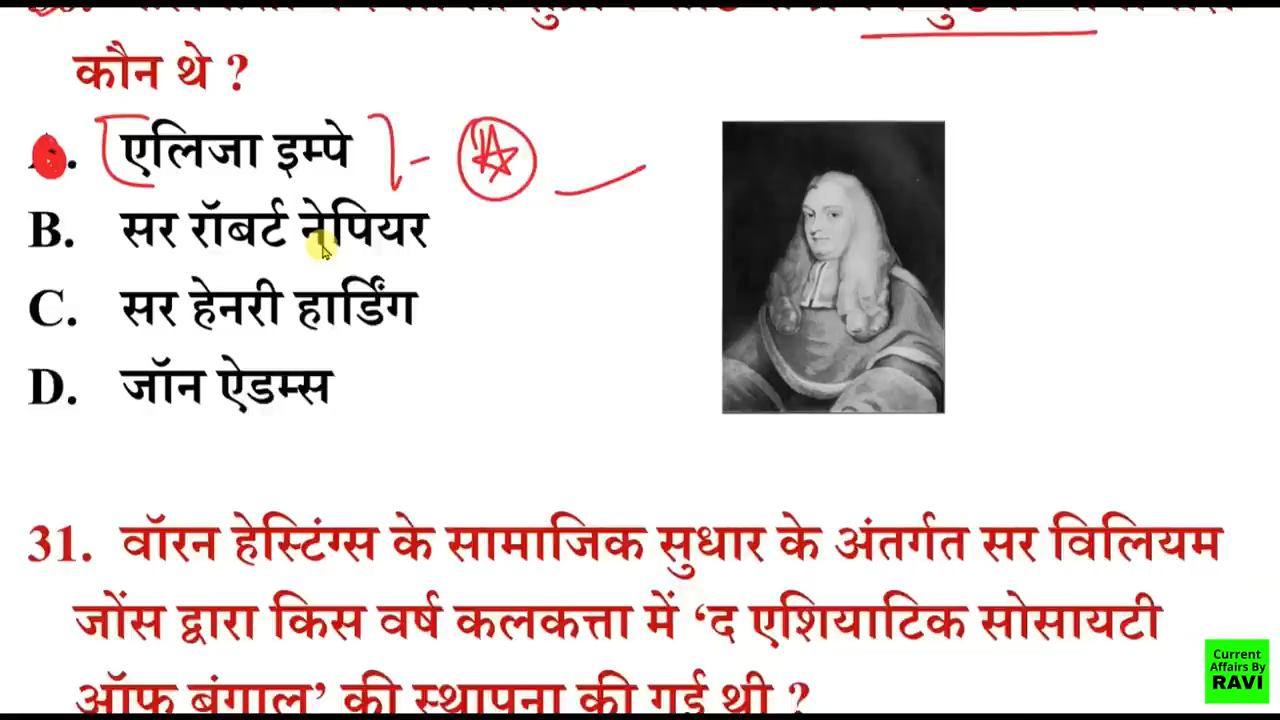 कौन थे ?
एलिजा इम्पे
B. सर रॉबर्ट नेपियर
C. सर हेनरी हार्डिंग
D. जॉन ऐडम्स
31. वॉरन हेस्टिंग्स के सामाजिक सुधार के अंतर्गत सर विलियम
जोंस द्वारा किस वर्ष कलकत्ता में ‘द एशियाटिक सोसायटी
ऑफ बंगाल’ की स्थापना की गई थी ?
Current
Affairs By
RAVI